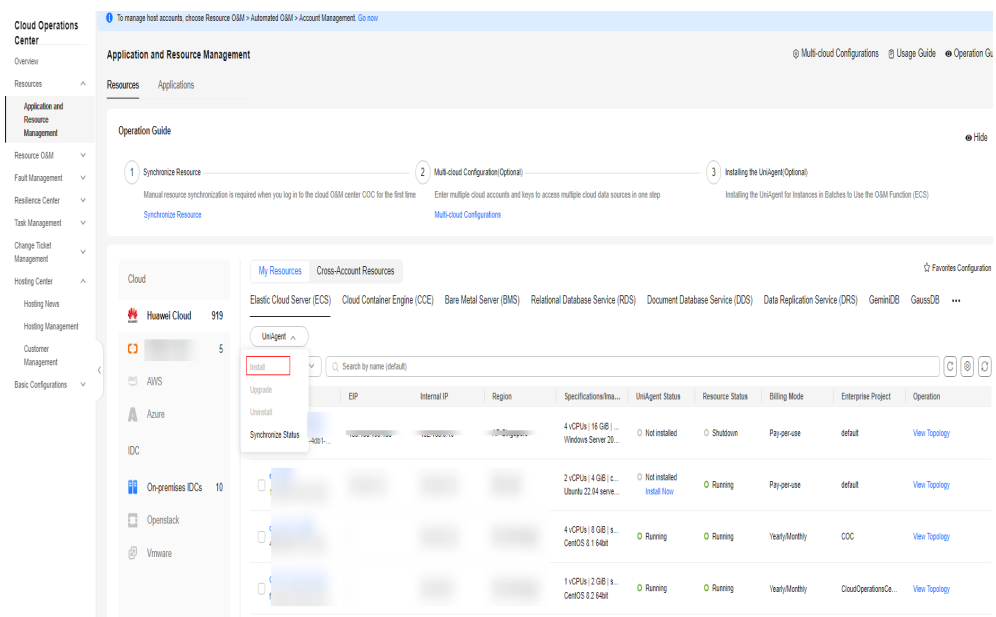 Cloud Operations
Center
Overview
Resources
Application and
Resource
Management
Resource O&M
Fault Management
Resilience Center
Task Management
Change Ticket
Management
Hosting Center
Hosting News
Hosting Management
Customer
Management
Basic Configurations
To manage host accounts, choose Resource O&M > Automated O&M > Account Management. Go now
Application and Resource Management
Multi-cloud Configurations Usage Guide Operation Gu
Resources Applications
Operation Guide
Hide
1 Synchronize Resource
Manual resource synchronization is required when you log in to the cloud O&M center COC for the first time
Synchronize Resource
2 Multi-cloud Configuration(Optional)
Enter multiple cloud accounts and keys to access multiple cloud data sources in one step
Multi-cloud Configurations
3 Installing the UniAgent(Optional)
Installing the UniAgent for Instances in Batches to Use the O&M Function (ECS)
Cloud
Huawei Cloud 919
5
AWS
Azure
IDC
On-premises IDCs 10
Openstack
Vmware
My Resources Cross-Account Resources
Favorites Configuration
Elastic Cloud Server (ECS) Cloud Container Engine (CCE) Bare Metal Server (BMS) Relational Database Service (RDS) Document Database Service (DDS) Data Replication Service (DRS) GeminiDB GaussDB •••
UniAgent
Install
Upgrade
Uninstall
Synchronize Status
Search by name (default)
EIP Internal IP Region Specifications/Ima... UniAgent Status Resource Status Billing Mode Enterprise Project Operation
-4db1-...
4 vCPUs | 16 GiB | ...
Windows Server 20...
Not installed Shutdown Pay-per-use default View Topology
2 vCPUs | 4 GiB | c...
Ubuntu 22.04 serve...
Not installed
Install Now
Running Pay-per-use default View Topology
4 vCPUs | 8 GiB | s...
CentOS 8.1 64bit
Running Running Yearly/Monthly COC View Topology
1 vCPUs | 2 GiB | s...
CentOS 8.2 64bit
Running Running Yearly/Monthly CloudOperationsCe... View Topology